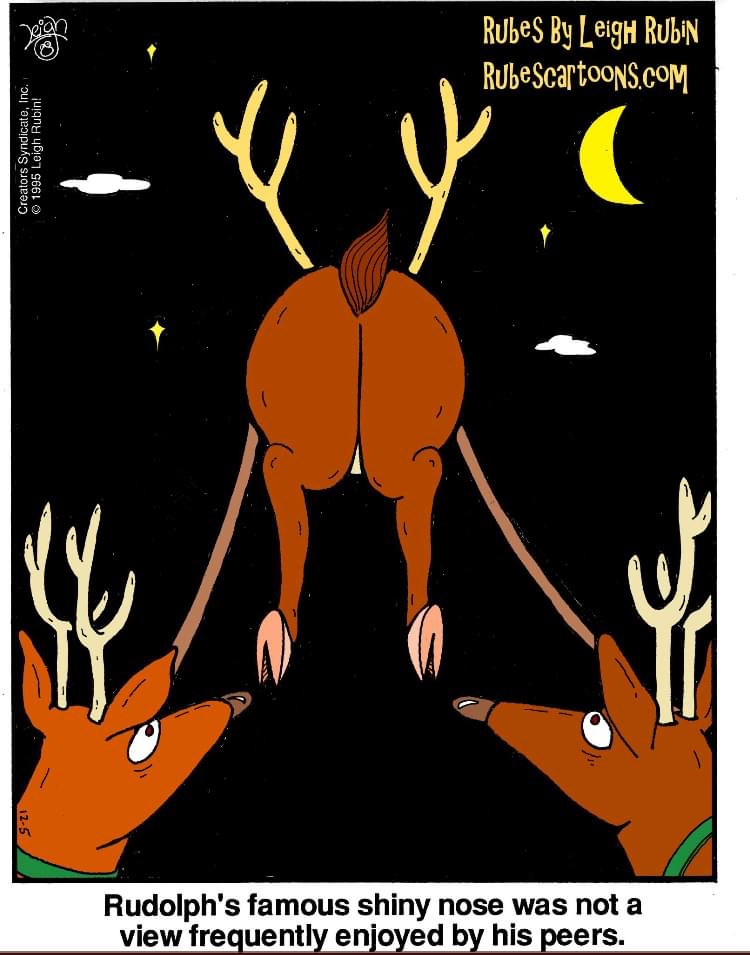 Leigh
RUBES By LEIGH RUBIN
RUBESCARTOONS.COM
Creators Syndicate, Inc.
© 1995 Leigh Rubin!
12-5
Rudolph's famous shiny nose was not a
view frequently enjoyed by his peers.